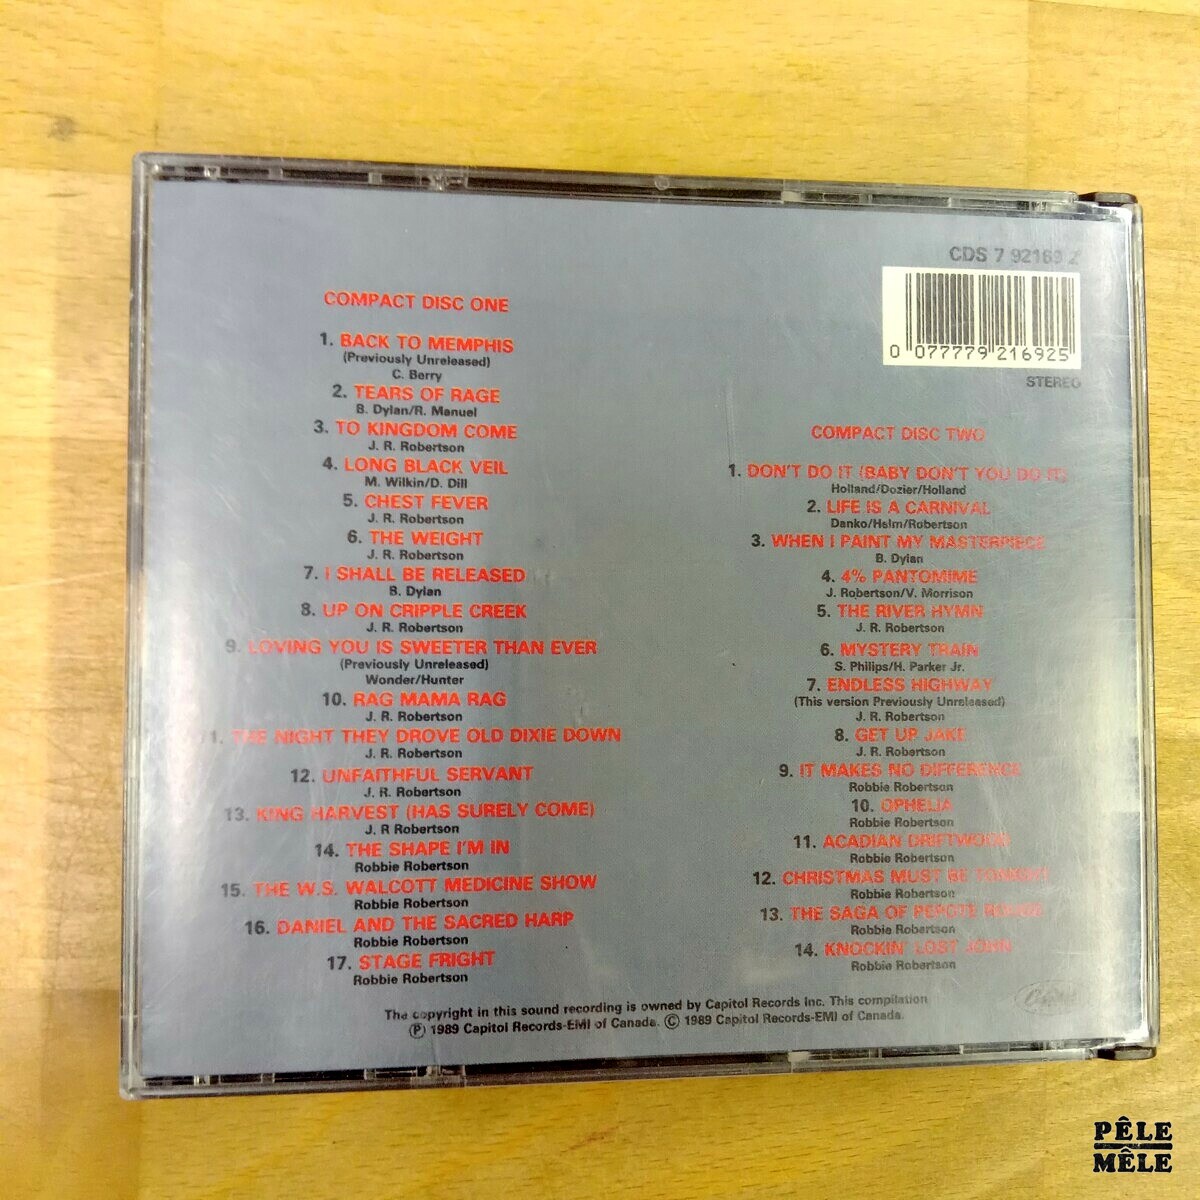 CDS 7 92169 2
0 077779 216925
STEREO
COMPACT DISC ONE
1. BACK TO MEMPHIS
(Previously Unreleased)
C. Berry
2. TEARS OF RAGE
B. Dylan/R. Manuel
3. TO KINGDOM COME
J. R. Robertson
4. LONG BLACK VEIL
M. Wilkin/D. Dill
5. CHEST FEVER
J. R. Robertson
6. THE WEIGHT
J. R. Robertson
7. I SHALL BE RELEASED
B. Dylan
8. UP ON CRIPPLE CREEK
J. R. Robertson
9. LOVING YOU IS SWEETER THAN EVER
(Previously Unreleased)
Wonder/Hunter
10. RAG MAMA RAG
J. R. Robertson
11. THE NIGHT THEY DROVE OLD DIXIE DOWN
J. R. Robertson
12. UNFAITHFUL SERVANT
J. R. Robertson
13. KING HARVEST (HAS SURELY COME)
J. R Robertson
14. THE SHAPE I'M IN
Robbie Robertson
15. THE W.S. WALCOTT MEDICINE SHOW
Robbie Robertson
16. DANIEL AND THE SACRED HARP
Robbie Robertson
17. STAGE FRIGHT
Robbie Robertson
COMPACT DISC TWO
1. DON'T DO IT (BABY DON'T YOU DO IT)
Holland/Dozier/Holland
2. LIFE IS A CARNIVAL
Danko/Helm/Robertson
3. WHEN I PAINT MY MASTERPIECE
B. Dylan
4. 4% PANTOMIME
J. Robertson/V. Morrison
5. THE RIVER HYMN
J. R. Robertson
6. MYSTERY TRAIN
S. Philips/H. Parker Jr.
7. ENDLESS HIGHWAY
(This version Previously Unreleased)
J. R. Robertson
8. GET UP JAKE
J. R. Robertson
9. IT MAKES NO DIFFERENCE
Robbie Robertson
10. OPHELIA
Robbie Robertson
11. ACADIAN DRIFTWOOD
Robbie Robertson
12. CHRISTMAS MUST BE TONIGHT
Robbie Robertson
13. THE SAGA OF PEPOTE ROUGE
Robbie Robertson
14. KNOCKIN' LOST JOHN
Robbie Robertson
The copyright in this sound recording is owned by Capitol Records Inc. This compilation
Ⓟ 1989 Capitol Records-EMI of Canada. © 1989 Capitol Records-EMI of Canada.
Capitol
PÊLE
MÊLE